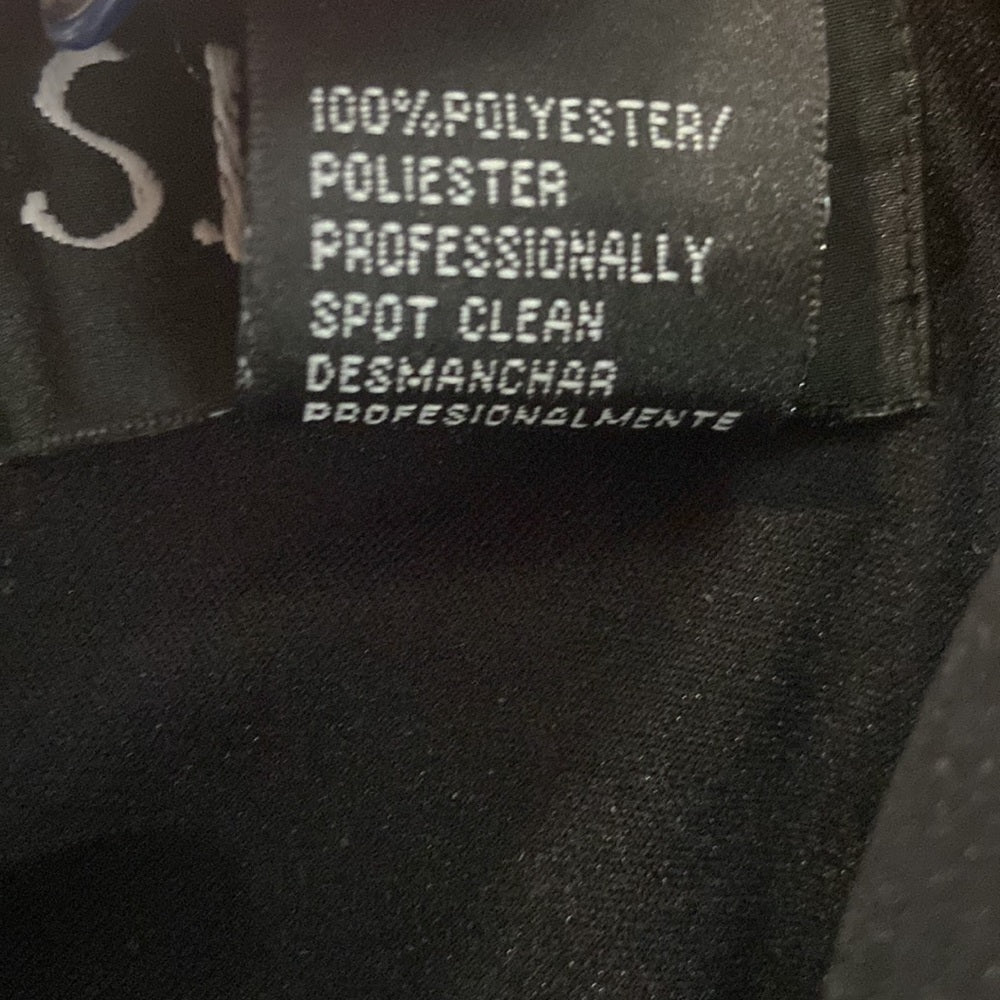 S.
100%POLYESTER/
POLIESTER
PROFESSIONALLY
SPOT CLEAN
DESMANCHAR
PROFESIONALMENTE